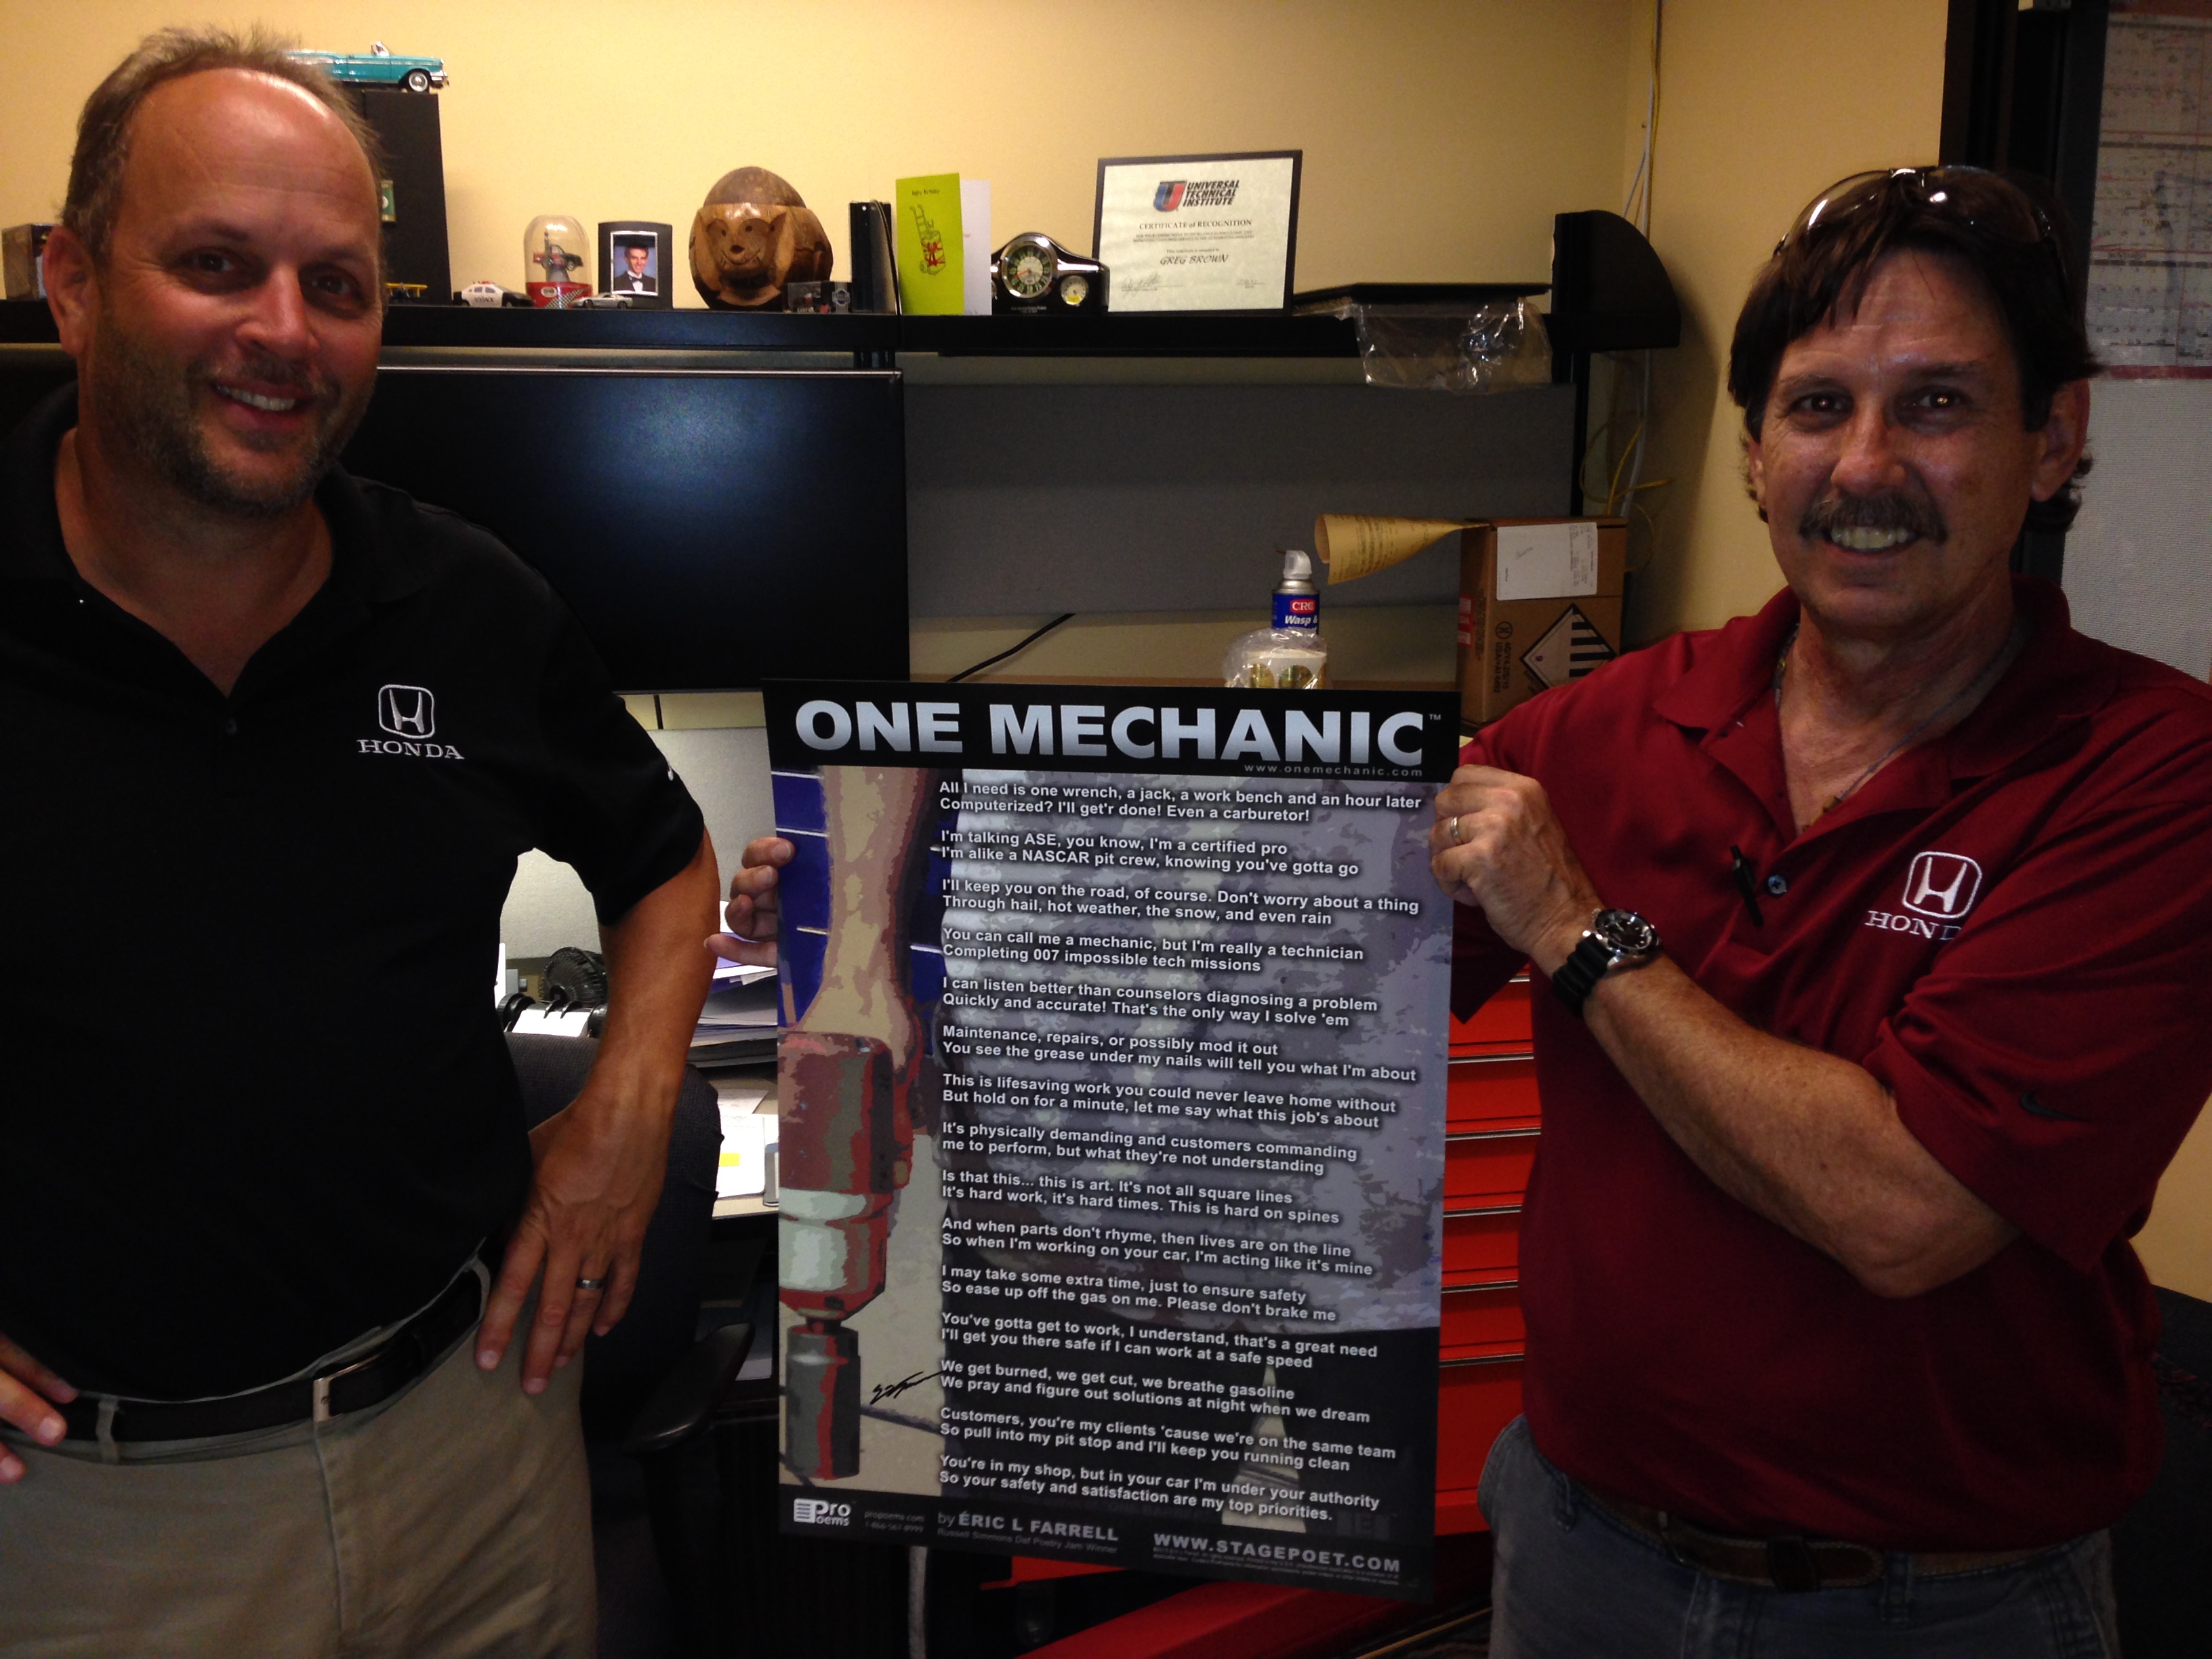 UNIVERSAL
TECHNICAL
INSTITUTE
CERTIFICATE of RECOGNITION
GREG BROWN
CRC
Wasp &
HONDA
HOND
ONE MECHANIC™
www.onemechanic.com
All I need is one wrench, a jack, a work bench and an hour later
Computerized? I'll get'r done! Even a carburetor!
I'm talking ASE, you know, I'm a certified pro
I'm alike a NASCAR pit crew, knowing you've gotta go
I'll keep you on the road, of course. Don't worry about a thing
Through hail, hot weather, the snow, and even rain
You can call me a mechanic, but I'm really a technician
Completing 007 impossible tech missions
I can listen better than counselors diagnosing a problem
Quickly and accurate! That's the only way I solve 'em
Maintenance, repairs, or possibly mod it out
You see the grease under my nails will tell you what I'm about
This is lifesaving work you could never leave home without
But hold on for a minute, let me say what this job's about
It's physically demanding and customers commanding
me to perform, but what they're not understanding
Is that this... this is art. It's not all square lines
It's hard work, it's hard times. This is hard on spines
And when parts don't rhyme, then lives are on the line
So when I'm working on your car, I'm acting like it's mine
I may take some extra time, just to ensure safety
So ease up off the gas on me. Please don't brake me
You've gotta get to work, I understand, that's a great need
I'll get you there safe if I can work at a safe speed
We get burned, we get cut, we breathe gasoline
We pray and figure out solutions at night when we dream
Customers, you're my clients 'cause we're on the same team
So pull into my pit stop and I'll keep you running clean
You're in my shop, but in your car I'm under your authority
So your safety and satisfaction are my top priorities.
Pro
oems
propoems.com
1-866-567-8999
by ÉRIC L FARRELL
Russell Simmons Def Poetry Jam Winner
WWW.STAGEPOET.COM